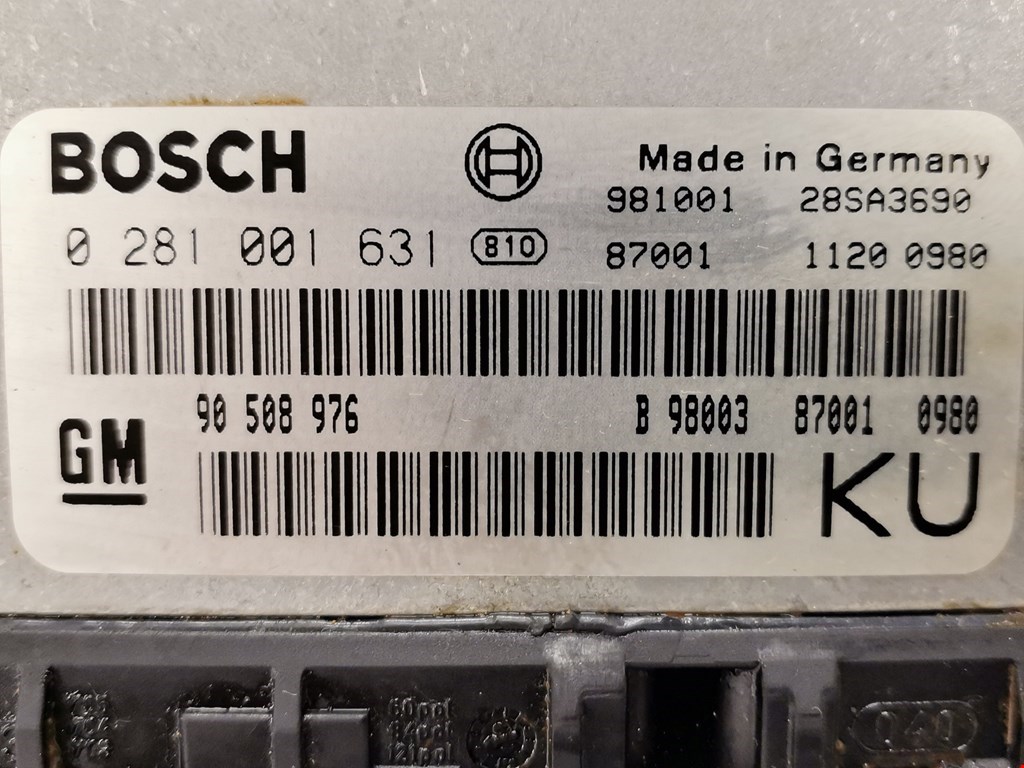 BOSCH
Made in Germany
981001 28SA3690
0 281 001 631 810 87001 1120 0980
90 508 976 B 98003 87001 0980
GM KU
040